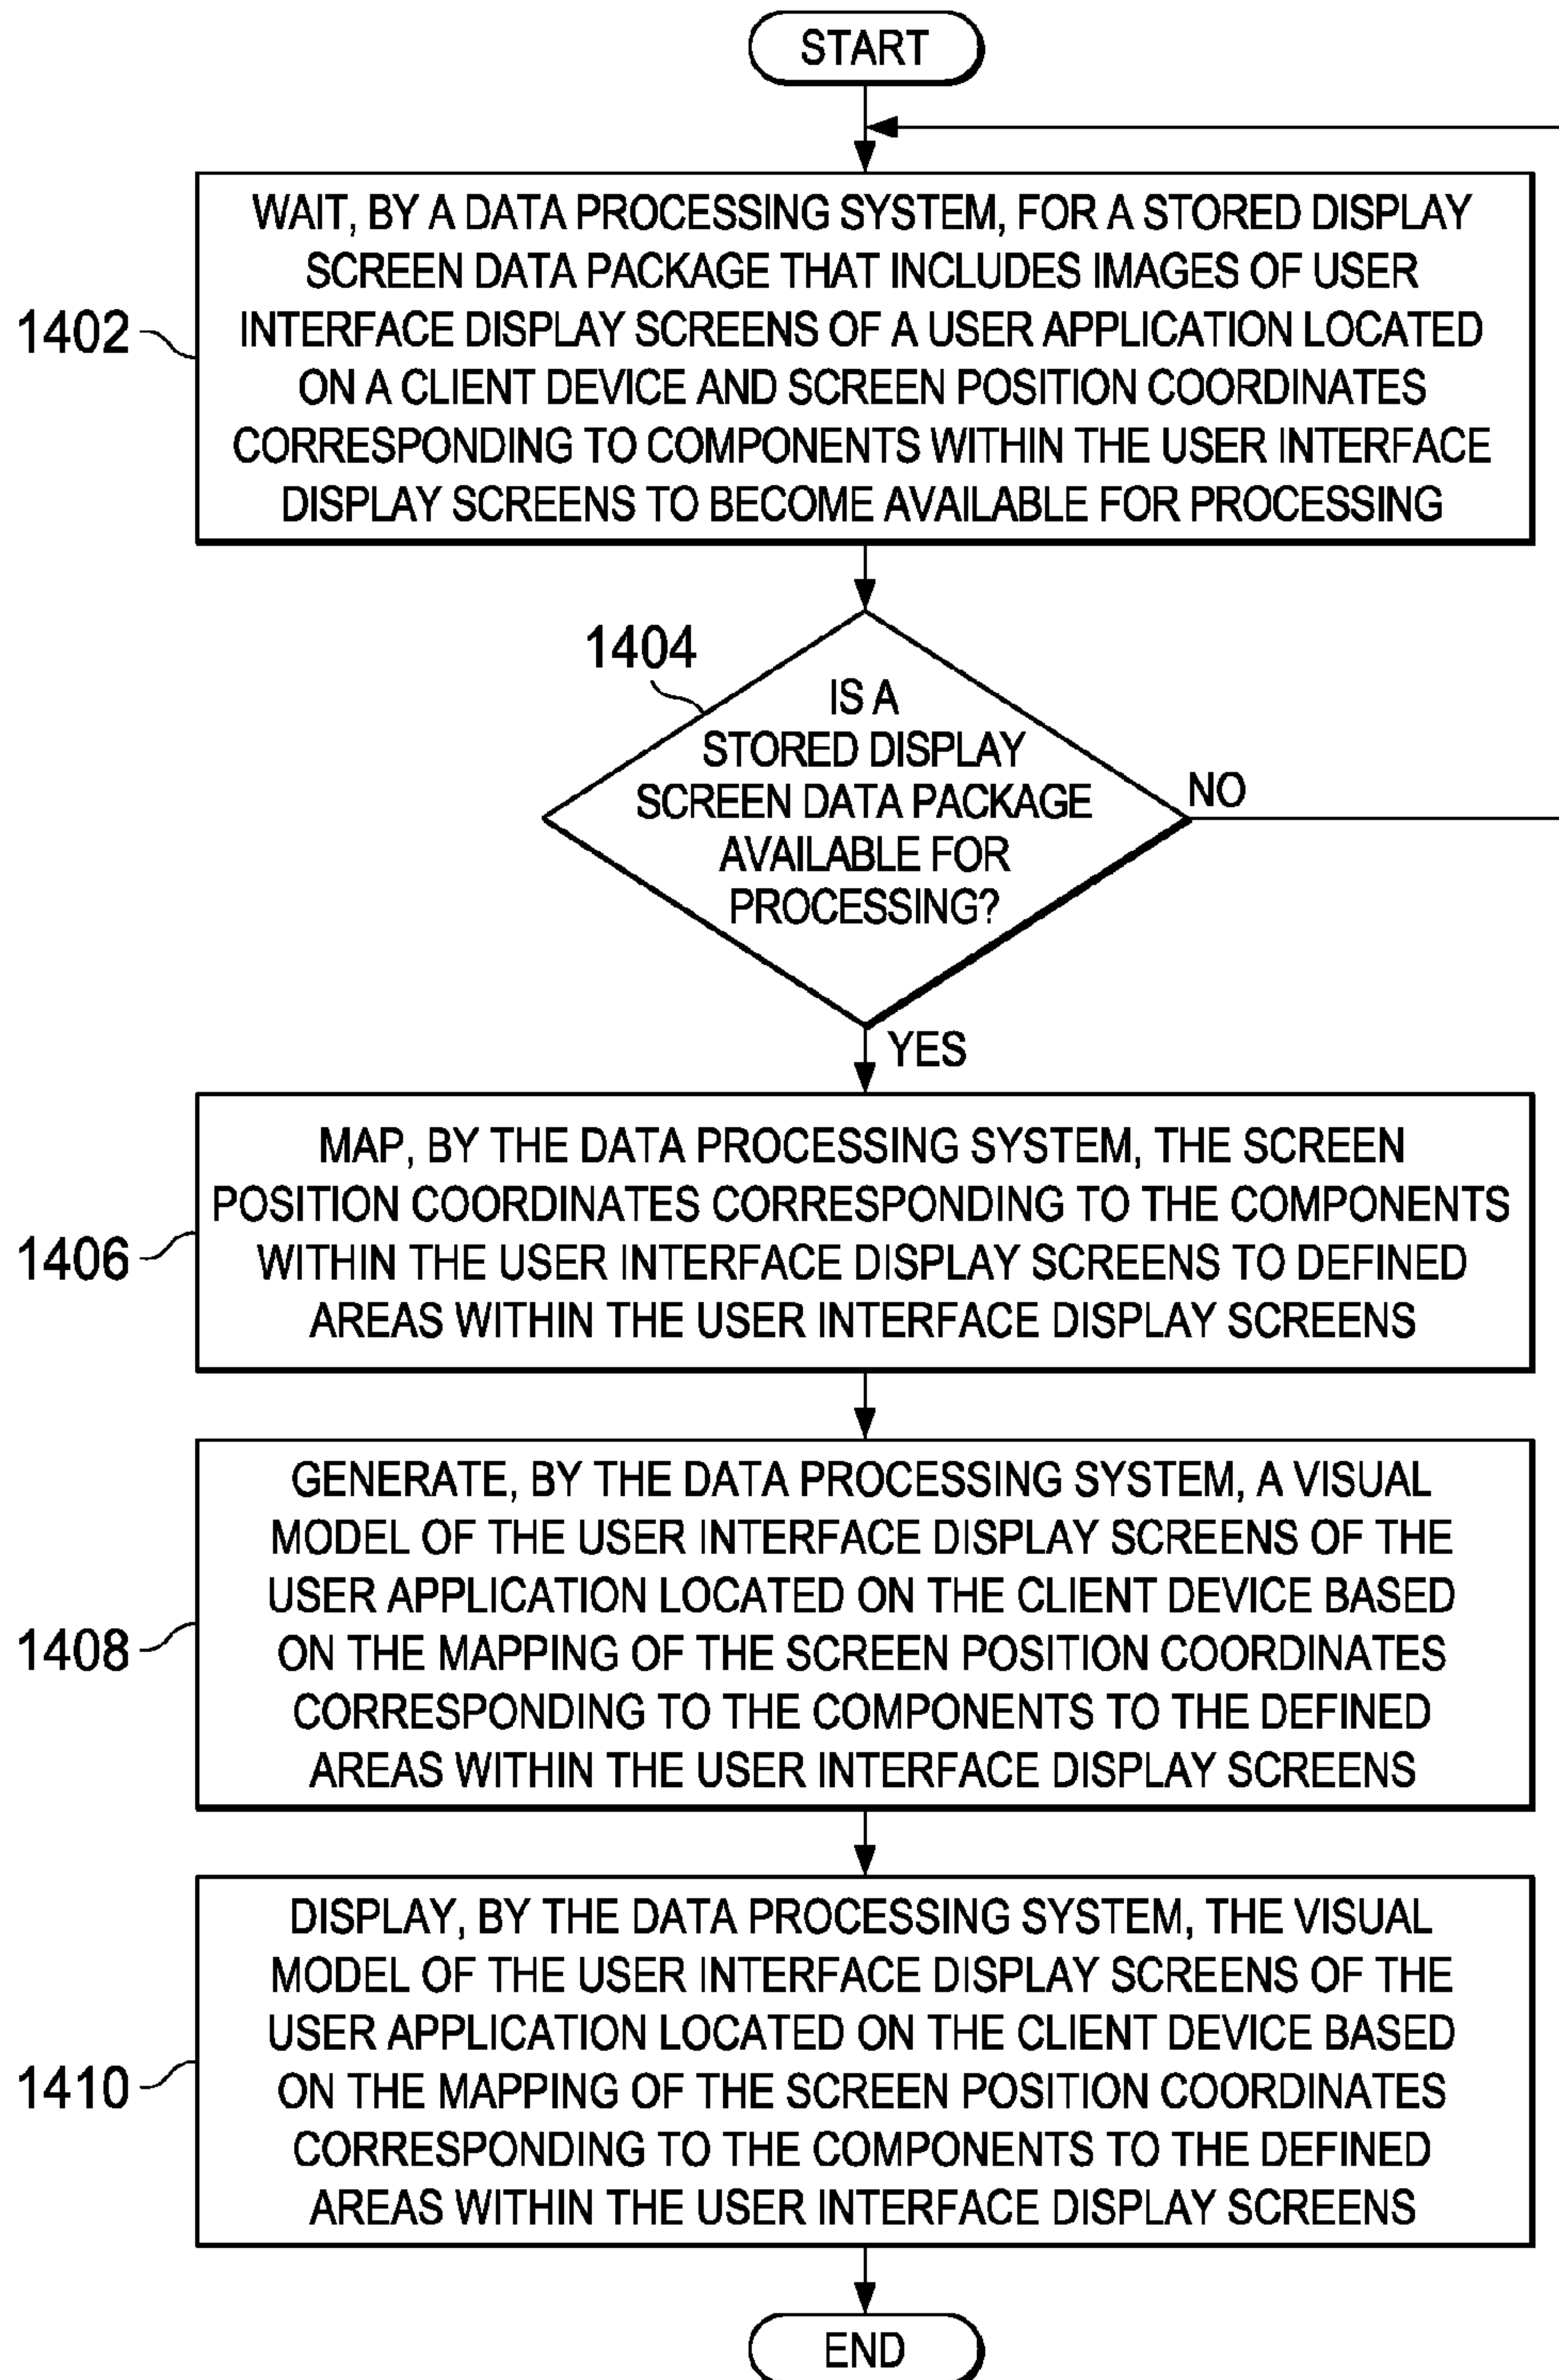 START
WAIT, BY A DATA PROCESSING SYSTEM, FOR A STORED DISPLAY
SCREEN DATA PACKAGE THAT INCLUDES IMAGES OF USER
INTERFACE DISPLAY SCREENS OF A USER APPLICATION LOCATED
ON A CLIENT DEVICE AND SCREEN POSITION COORDINATES
CORRESPONDING TO COMPONENTS WITHIN THE USER INTERFACE
DISPLAY SCREENS TO BECOME AVAILABLE FOR PROCESSING
1402
1404
IS A
STORED DISPLAY
SCREEN DATA PACKAGE
AVAILABLE FOR
PROCESSING?
NO
YES
MAP, BY THE DATA PROCESSING SYSTEM, THE SCREEN
POSITION COORDINATES CORRESPONDING TO THE COMPONENTS
WITHIN THE USER INTERFACE DISPLAY SCREENS TO DEFINED
AREAS WITHIN THE USER INTERFACE DISPLAY SCREENS
1406
GENERATE, BY THE DATA PROCESSING SYSTEM, A VISUAL
MODEL OF THE USER INTERFACE DISPLAY SCREENS OF THE
USER APPLICATION LOCATED ON THE CLIENT DEVICE BASED
ON THE MAPPING OF THE SCREEN POSITION COORDINATES
CORRESPONDING TO THE COMPONENTS TO THE DEFINED
AREAS WITHIN THE USER INTERFACE DISPLAY SCREENS
1408
DISPLAY, BY THE DATA PROCESSING SYSTEM, THE VISUAL
MODEL OF THE USER INTERFACE DISPLAY SCREENS OF THE
USER APPLICATION LOCATED ON THE CLIENT DEVICE BASED
ON THE MAPPING OF THE SCREEN POSITION COORDINATES
CORRESPONDING TO THE COMPONENTS TO THE DEFINED
AREAS WITHIN THE USER INTERFACE DISPLAY SCREENS
1410
END